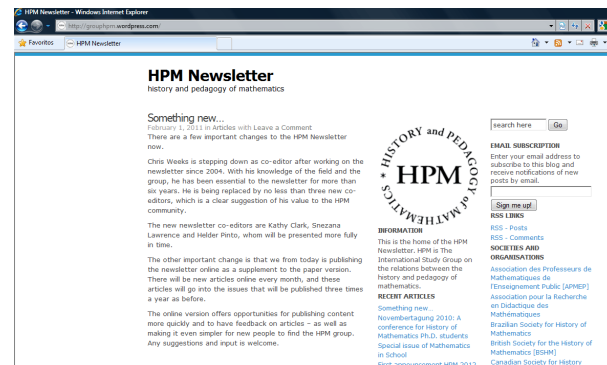 HPM Newsletter - Windows Internet Explorer
http://grouphpm.wordpress.com/
Favoritos
HPM Newsletter
HPM Newsletter
history and pedagogy of mathematics
Something new...
February 1, 2011 in Articles with Leave a Comment
There are a few important changes to the HPM Newsletter
now.
Chris Weeks is stepping down as co-editor after working on the
newsletter since 2004. With his knowledge of the field and the
group, he has been essential to the newsletter for more than
six years. He is being replaced by no less than three new co-
editors, which is a clear suggestion of his value to the HPM
community.
The new newsletter co-editors are Kathy Clark, Snezana
Lawrence and Helder Pinto, whom will be presented more fully
in time.
The other important change is that we from today is publishing
the newsletter online as a supplement to the paper version.
There will be new articles online every month, and these
articles will go into the issues that will be published three times
a year as before.
The online version offers opportunities for publishing content
more quickly and to have feedback on articles – as well as
making it even simpler for new people to find the HPM group.
Any suggestions and input is welcome.
HISTORY and PEDAGOGY of MATHEMATICS *
HPM
INFORMATION
This is the home of the HPM
Newsletter. HPM is The
International Study Group on
the relations between the
history and pedagogy of
mathematics.
RECENT ARTICLES
Something new...
Novembertagung 2010: A
conference for History of
Mathematics Ph.D. students
Special issue of Mathematics
in School
First announcement HPM 2012
search here
Go
EMAIL SUBSCRIPTION
Enter your email address to
subscribe to this blog and
receive notifications of new
posts by email.
Sign me up!
RSS LINKS
RSS - Posts
RSS - Comments
SOCIETIES AND
ORGANISATIONS
Association des Professeurs de
Mathematiques de
l'Enseignement Public [APMEP]
Association pour la Recherche
en Didactique des
Mathématiques
Brazilian Society for History of
Mathematics
British Society for the History of
Mathematics [BSHM]
Canadian Society for History